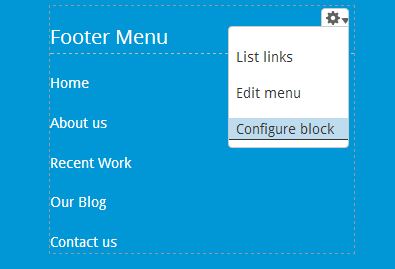 Footer Menu
List links
Home
Edit menu
About us
Configure block
Recent Work
Our Blog
Contact us